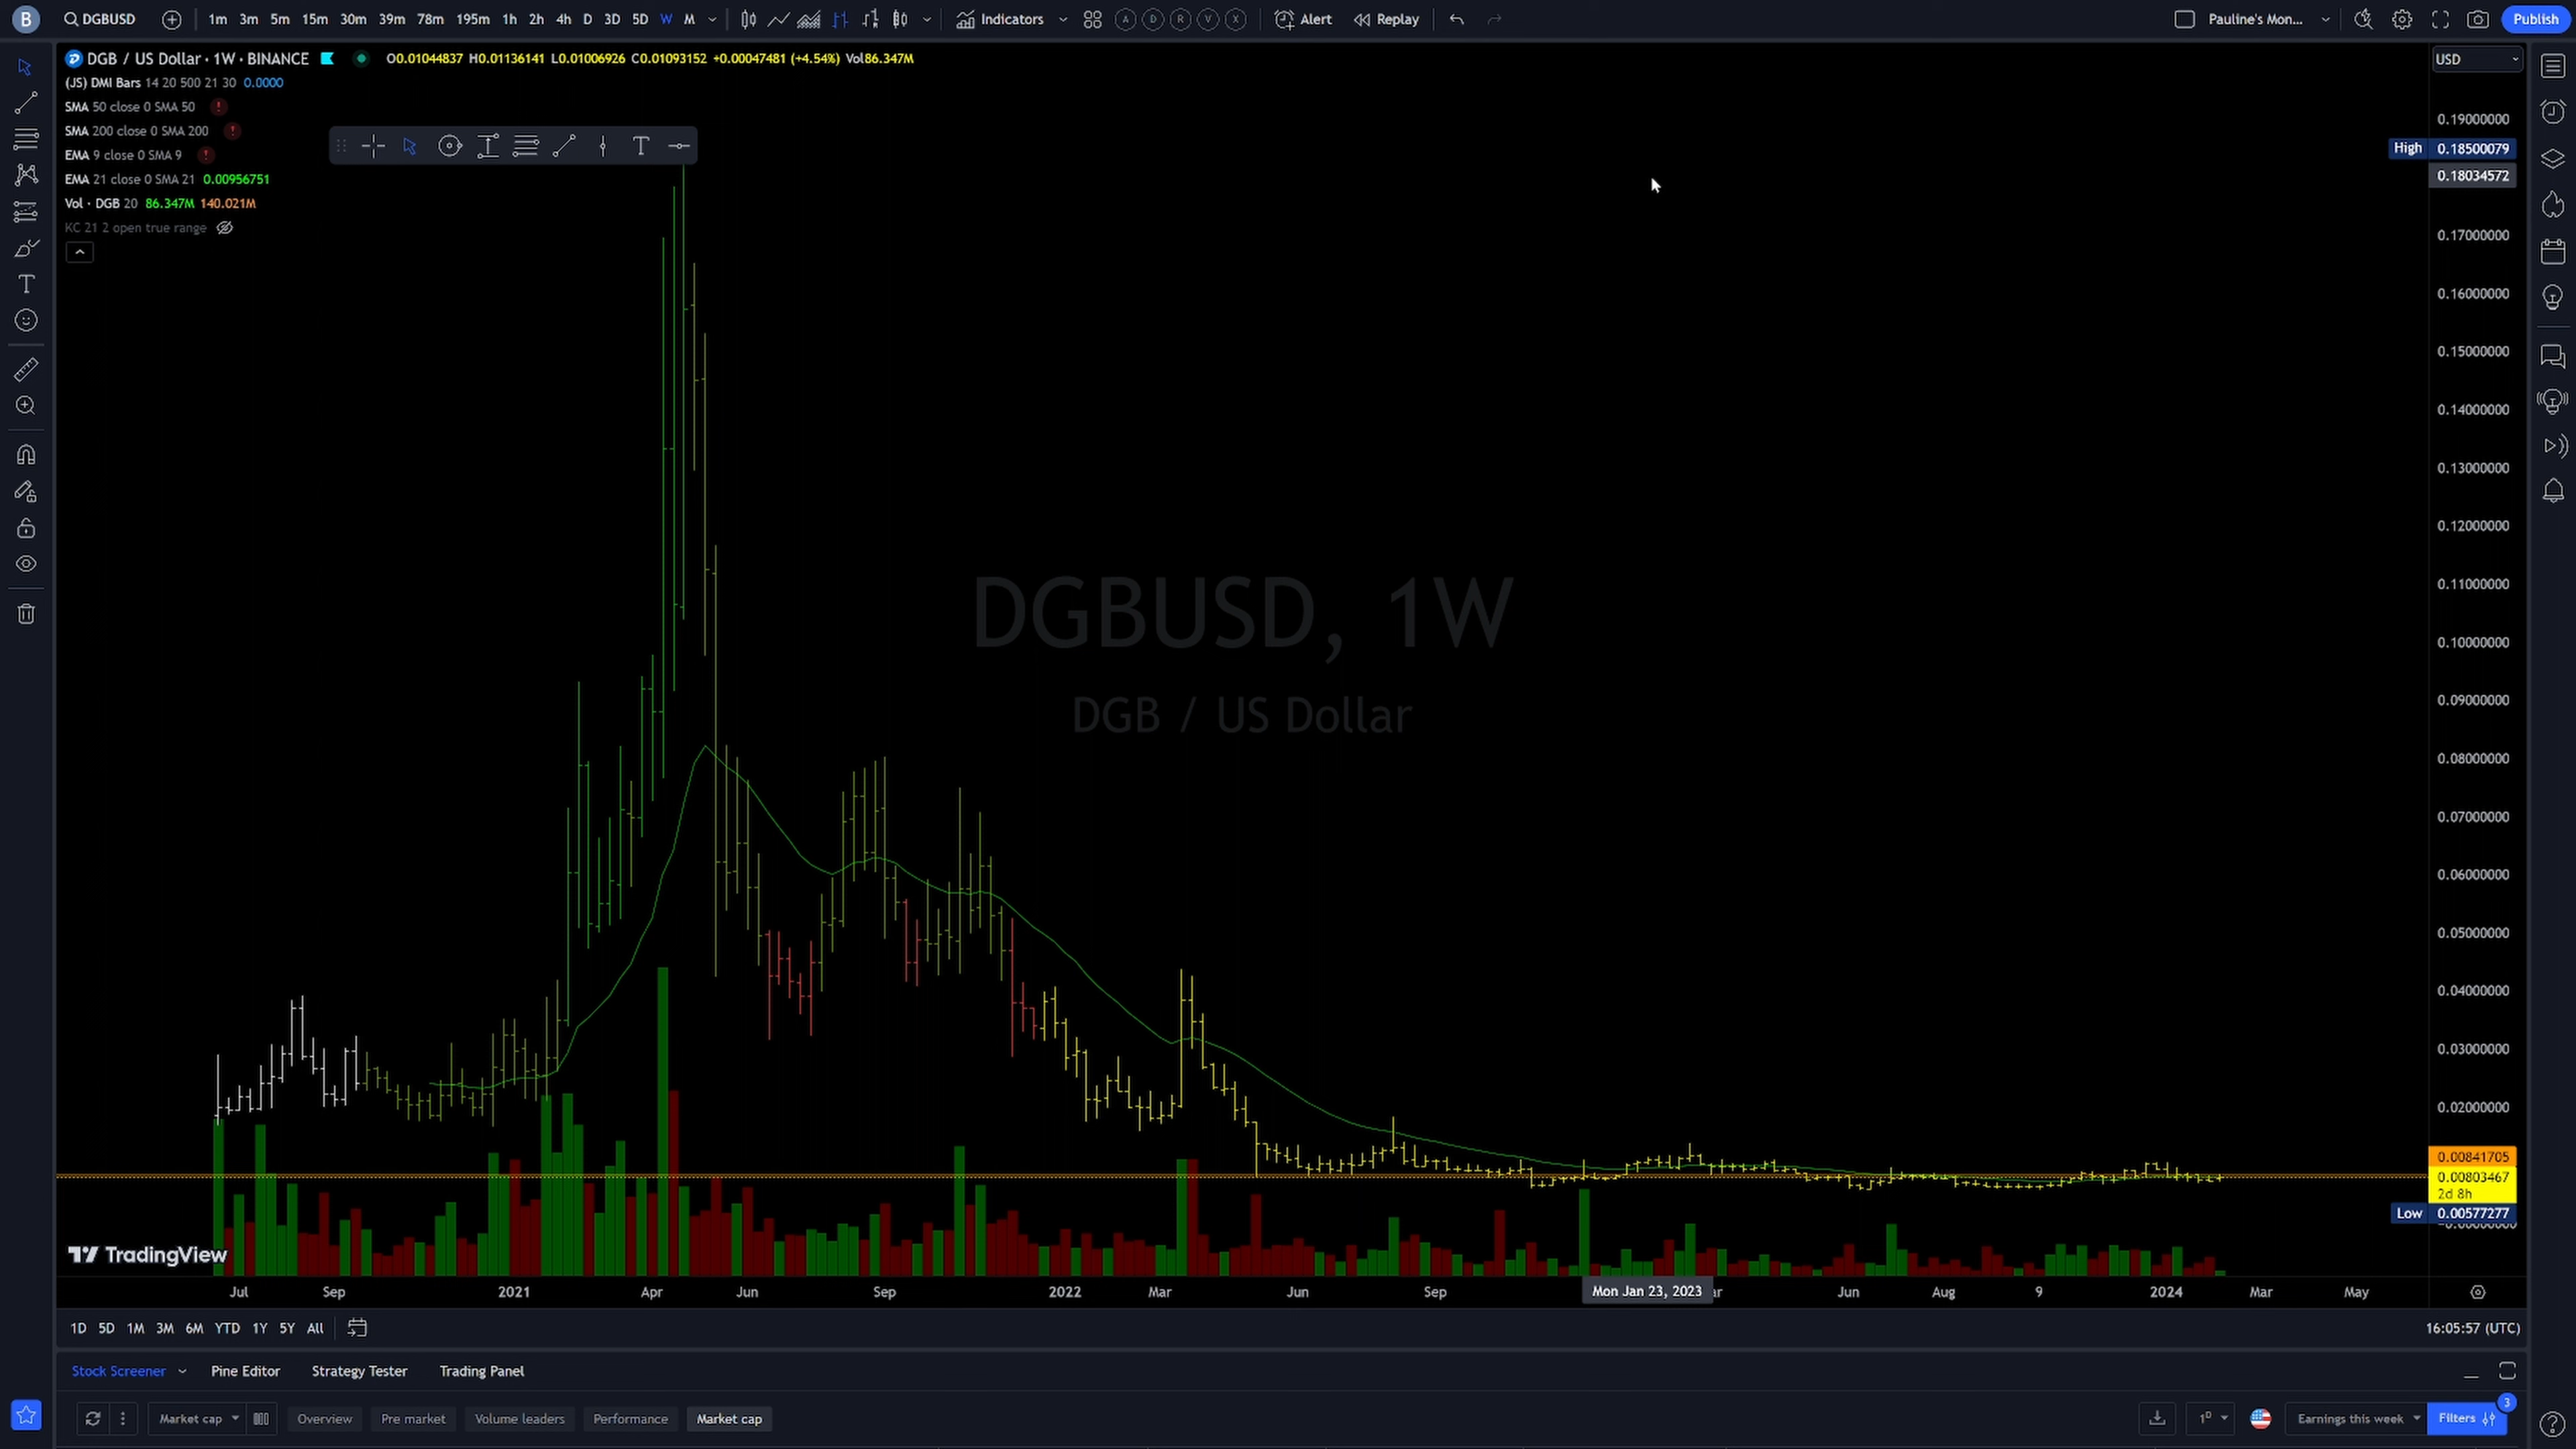 B
DGBUSD
1m 3m 5m 15m 30m 39m 78m 195m 1h 2h 4h D 3D 5D W M
Indicators
A D R V X
Alert
Replay
Pauline's Mon...
Publish
DGB / US Dollar · 1W · BINANCE
O0.01044837 H0.01136141 L0.01006926 C0.01093152 +0.00047481 (+4.54%) Vol86.347M
USD
(JS) DMI Bars 14 20 500 21 30 0.0000
SMA 50 close 0 SMA 50 !
SMA 200 close 0 SMA 200 !
EMA 9 close 0 SMA 9 !
EMA 21 close 0 SMA 21 0.00956751
Vol · DGB 20 86.347M 140.021M
KC 21 2 open true range
T
0.19000000
High 0.18500079
0.18034572
0.17000000
0.16000000
0.15000000
0.14000000
0.13000000
0.12000000
0.11000000
0.10000000
0.09000000
0.08000000
0.07000000
0.06000000
0.05000000
0.04000000
0.03000000
0.02000000
0.00841705
0.00803467
2d 8h
Low 0.00577277
DGBUSD, 1W
DGB / US Dollar
TradingView
Jul Sep 2021 Apr Jun Sep 2022 Mar Jun Sep Mon Jan 23, 2023 ar Jun Aug 9 2024 Mar May
1D 5D 1M 3M 6M YTD 1Y 5Y All
16:05:57 (UTC)
Stock Screener Pine Editor Strategy Tester Trading Panel
Market cap Overview Pre market Volume leaders Performance Market cap
1D
Earnings this week
Filters
3